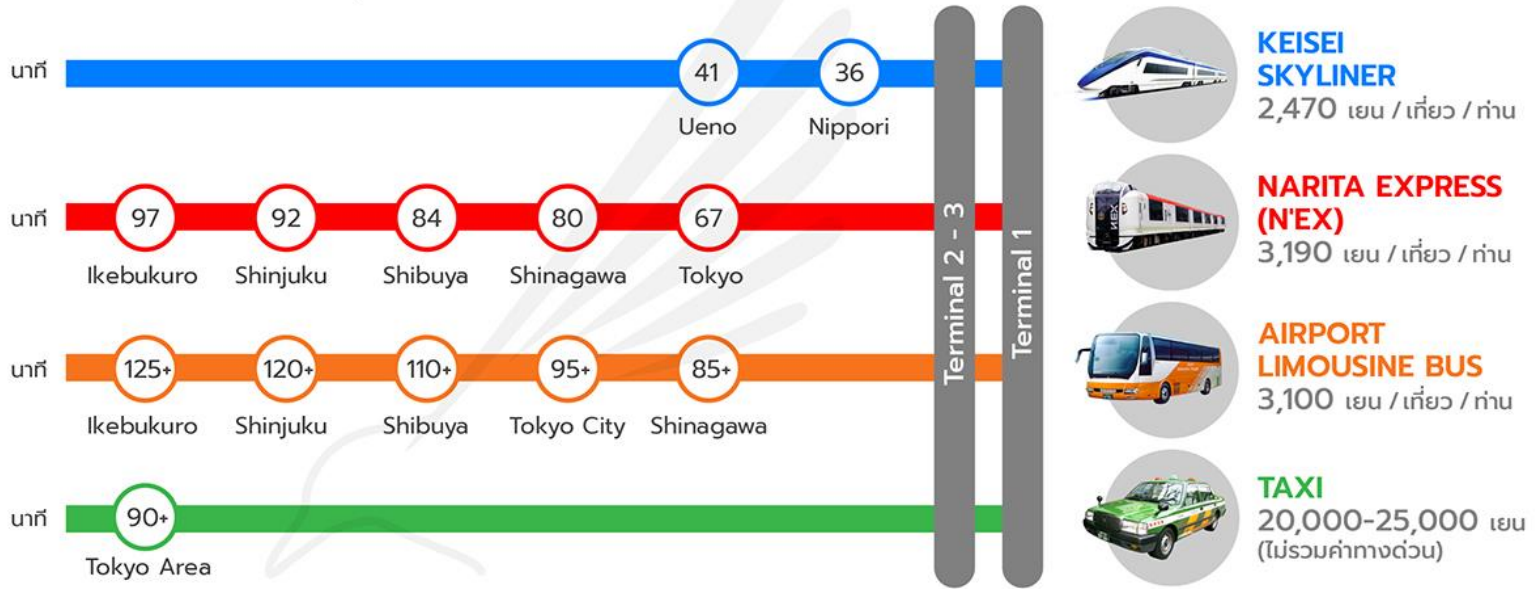 นาที
41
36
Ueno
Nippori
KEISEI
SKYLINER
2,470 เยน / เที่ยว / ท่าน
นาที
97
92
84
80
67
Ikebukuro
Shinjuku
Shibuya
Shinagawa
Tokyo
NARITA EXPRESS
(N'EX)
3,190 เยน / เที่ยว / ท่าน
นาที
125+
120+
110+
95+
85+
Ikebukuro
Shinjuku
Shibuya
Tokyo City
Shinagawa
AIRPORT
LIMOUSINE BUS
3,100 เยน / เที่ยว / ท่าน
นาที
90+
Tokyo Area
TAXI
20,000-25,000 เยน
(ไม่รวมค่าทางด่วน)
Terminal 2 - 3
Terminal 1